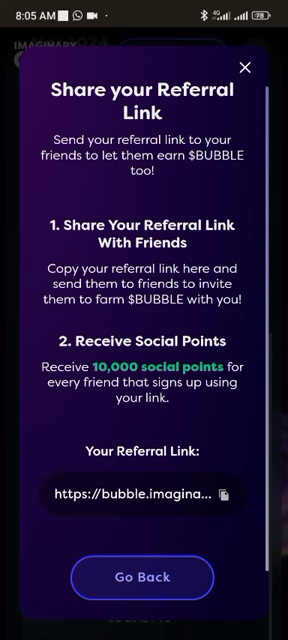 8:05 AM
4G
78
IMAGINARY
Share your Referral
Link
Send your referral link to your
friends to let them earn $BUBBLE
too!
1. Share Your Referral Link
With Friends
Copy your referral link here and
send them to friends to invite
them to farm $BUBBLE with you!
2. Receive Social Points
Receive 10,000 social points for
every friend that signs up using
your link.
Your Referral Link:
https://bubble.imagina...
Go Back